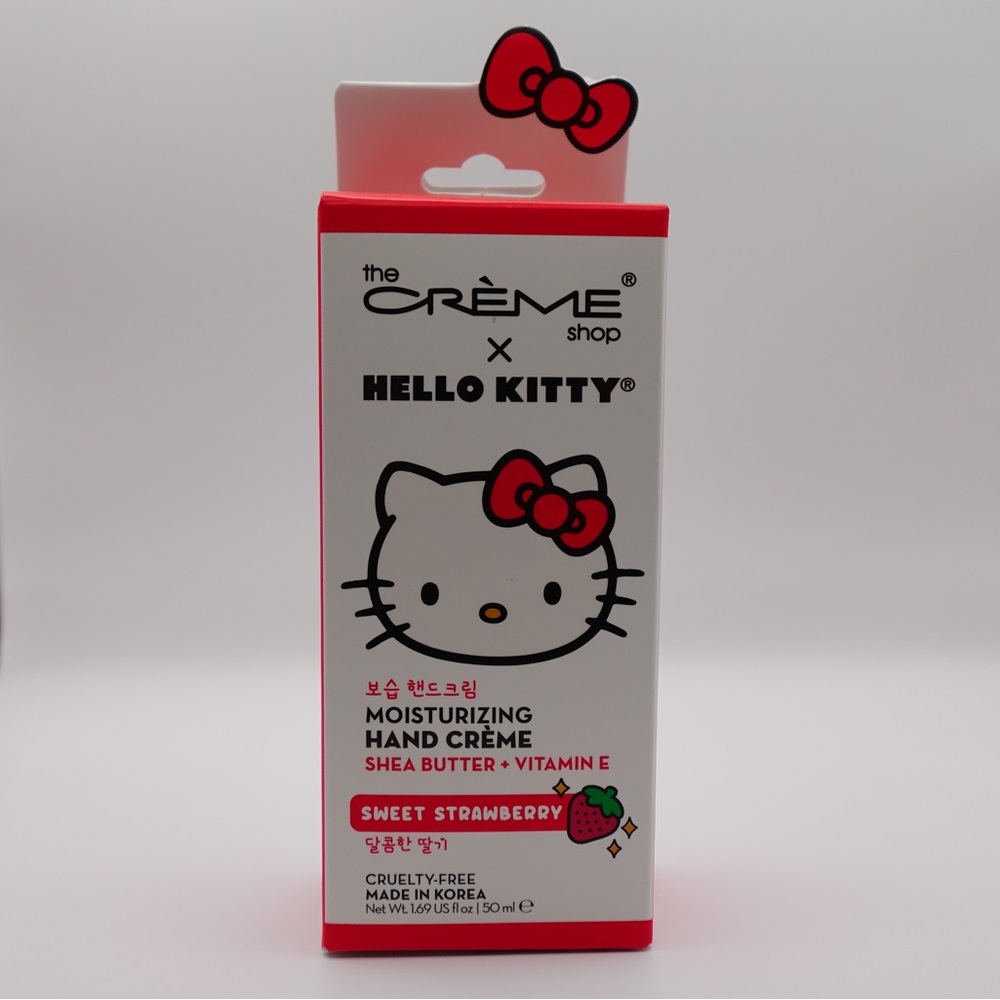 the
CRÈME®
shop
×
HELLO KITTY®
보습 핸드크림
MOISTURIZING
HAND CRÈME
SHEA BUTTER + VITAMIN E
SWEET STRAWBERRY
달콤한 딸기
CRUELTY-FREE
MADE IN KOREA
Net Wt. 1.69 US fl oz | 50 ml ℮